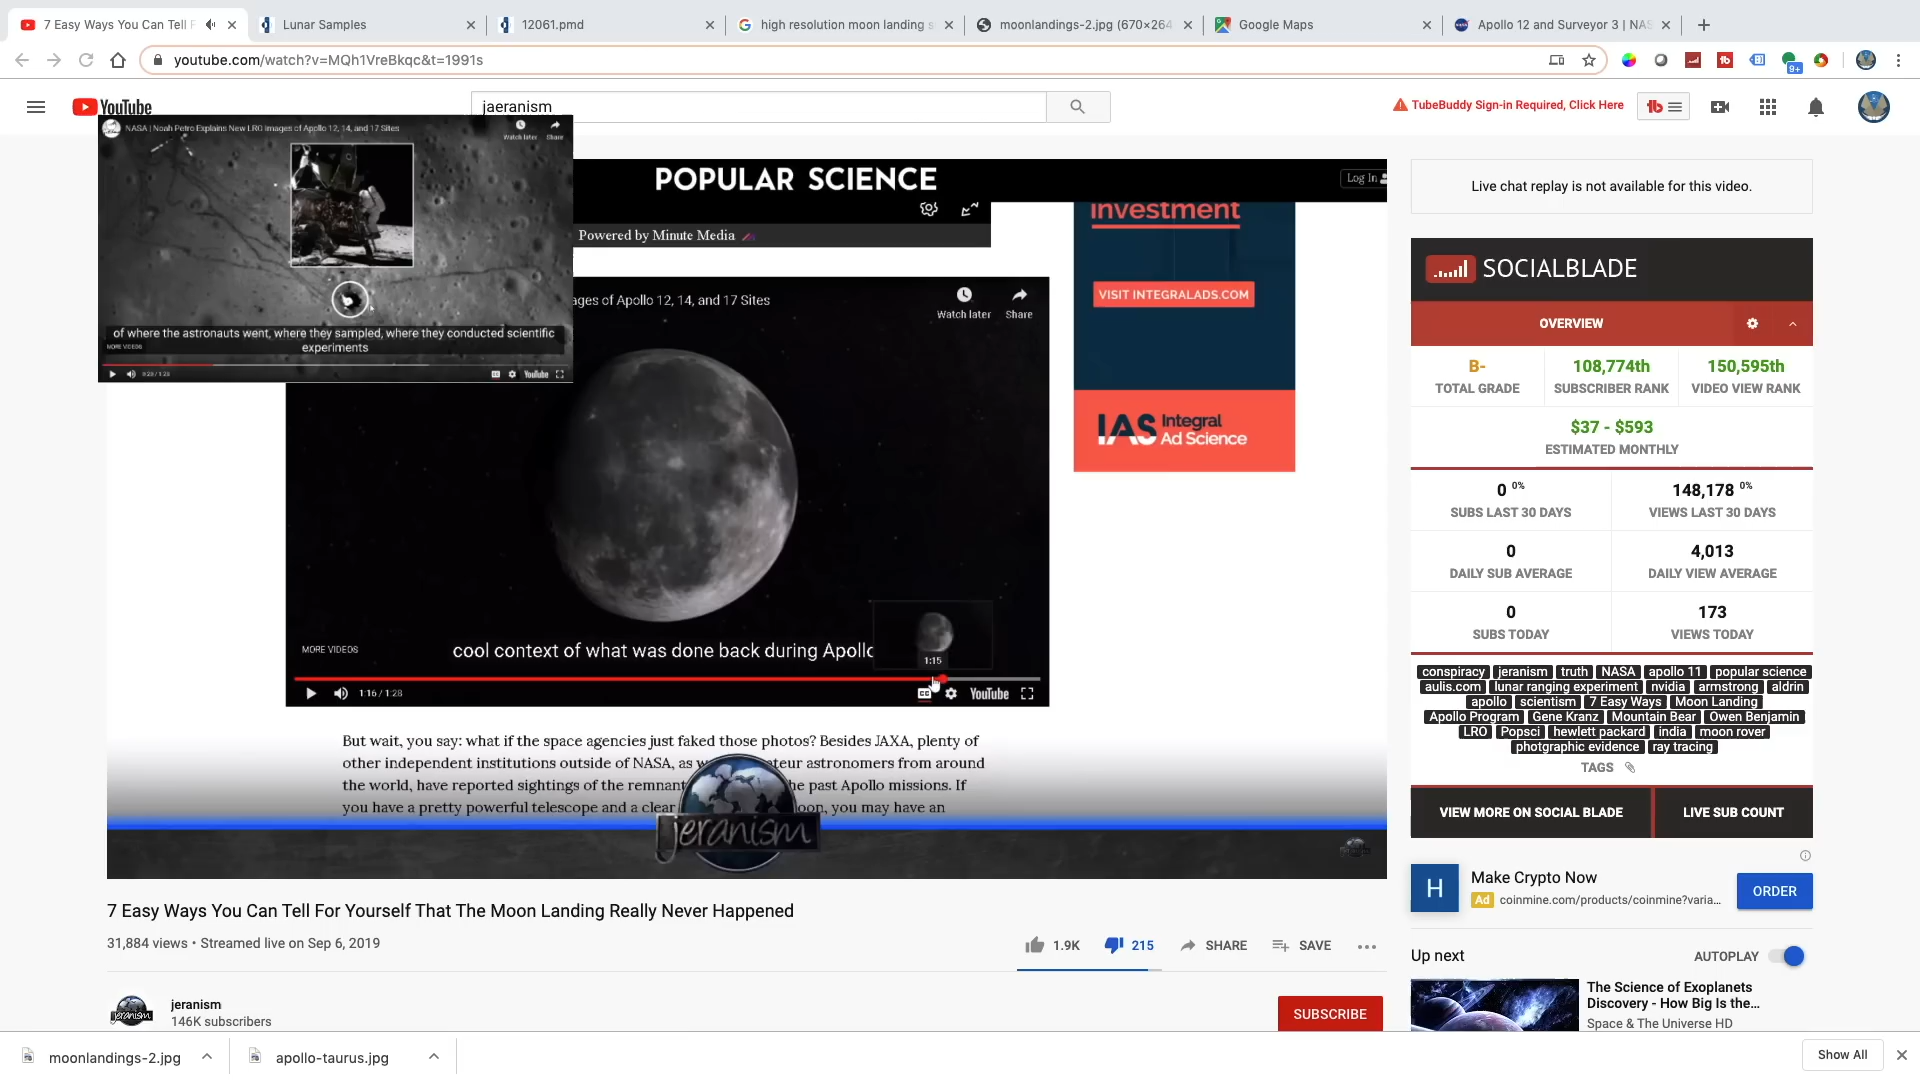 7 Easy Ways You Can Tell F
Lunar Samples
12061.pmd
high resolution moon landing s
moonlandings-2.jpg (670×264
Google Maps
Apollo 12 and Surveyor 3 | NAS
youtube.com/watch?v=MQh1VreBkqc&t=1991s
9+
YouTube
jaeranism
TubeBuddy Sign-in Required, Click Here
tb
NASA | Noah Petro Explains New LRO Images of Apollo 12, 14, and 17 Sites
Watch later
Share
of where the astronauts went, where they sampled, where they conducted scientific
experiments
MORE VIDEOS
0:29 / 1:28
YouTube
POPULAR SCIENCE
Log In
Powered by Minute Media
investment
VISIT INTEGRALADS.COM
IAS Integral
Ad Science
ages of Apollo 12, 14, and 17 Sites
Watch later
Share
MORE VIDEOS
cool context of what was done back during Apollo
1:15
1:16 / 1:28
CC
YouTube
But wait, you say: what if the space agencies just faked those photos? Besides JAXA, plenty of
other independent institutions outside of NASA, as w ateur astronomers from around
the world, have reported sightings of the remnant he past Apollo missions. If
you have a pretty powerful telescope and a clear oon, you may have an
jeranism
7 Easy Ways You Can Tell For Yourself That The Moon Landing Really Never Happened
31,884 views • Streamed live on Sep 6, 2019
1.9K
215
SHARE
SAVE
jeranism
jeranism
146K subscribers
SUBSCRIBE
Live chat replay is not available for this video.
SOCIALBLADE
OVERVIEW
B-
TOTAL GRADE
108,774th
SUBSCRIBER RANK
150,595th
VIDEO VIEW RANK
$37 - $593
ESTIMATED MONTHLY
0 0%
SUBS LAST 30 DAYS
148,178 0%
VIEWS LAST 30 DAYS
0
DAILY SUB AVERAGE
4,013
DAILY VIEW AVERAGE
0
SUBS TODAY
173
VIEWS TODAY
conspiracy jeranism truth NASA apollo 11 popular science
aulis.com lunar ranging experiment nvidia armstrong aldrin
apollo scientism 7 Easy Ways Moon Landing
Apollo Program Gene Kranz Mountain Bear Owen Benjamin
LRO Popsci hewlett packard india moon rover
photgraphic evidence ray tracing
TAGS
VIEW MORE ON SOCIAL BLADE
LIVE SUB COUNT
H
Make Crypto Now
Ad coinmine.com/products/coinmine?varia...
ORDER
Up next
AUTOPLAY
The Science of Exoplanets
Discovery - How Big Is the...
Space & The Universe HD
moonlandings-2.jpg
apollo-taurus.jpg
Show All